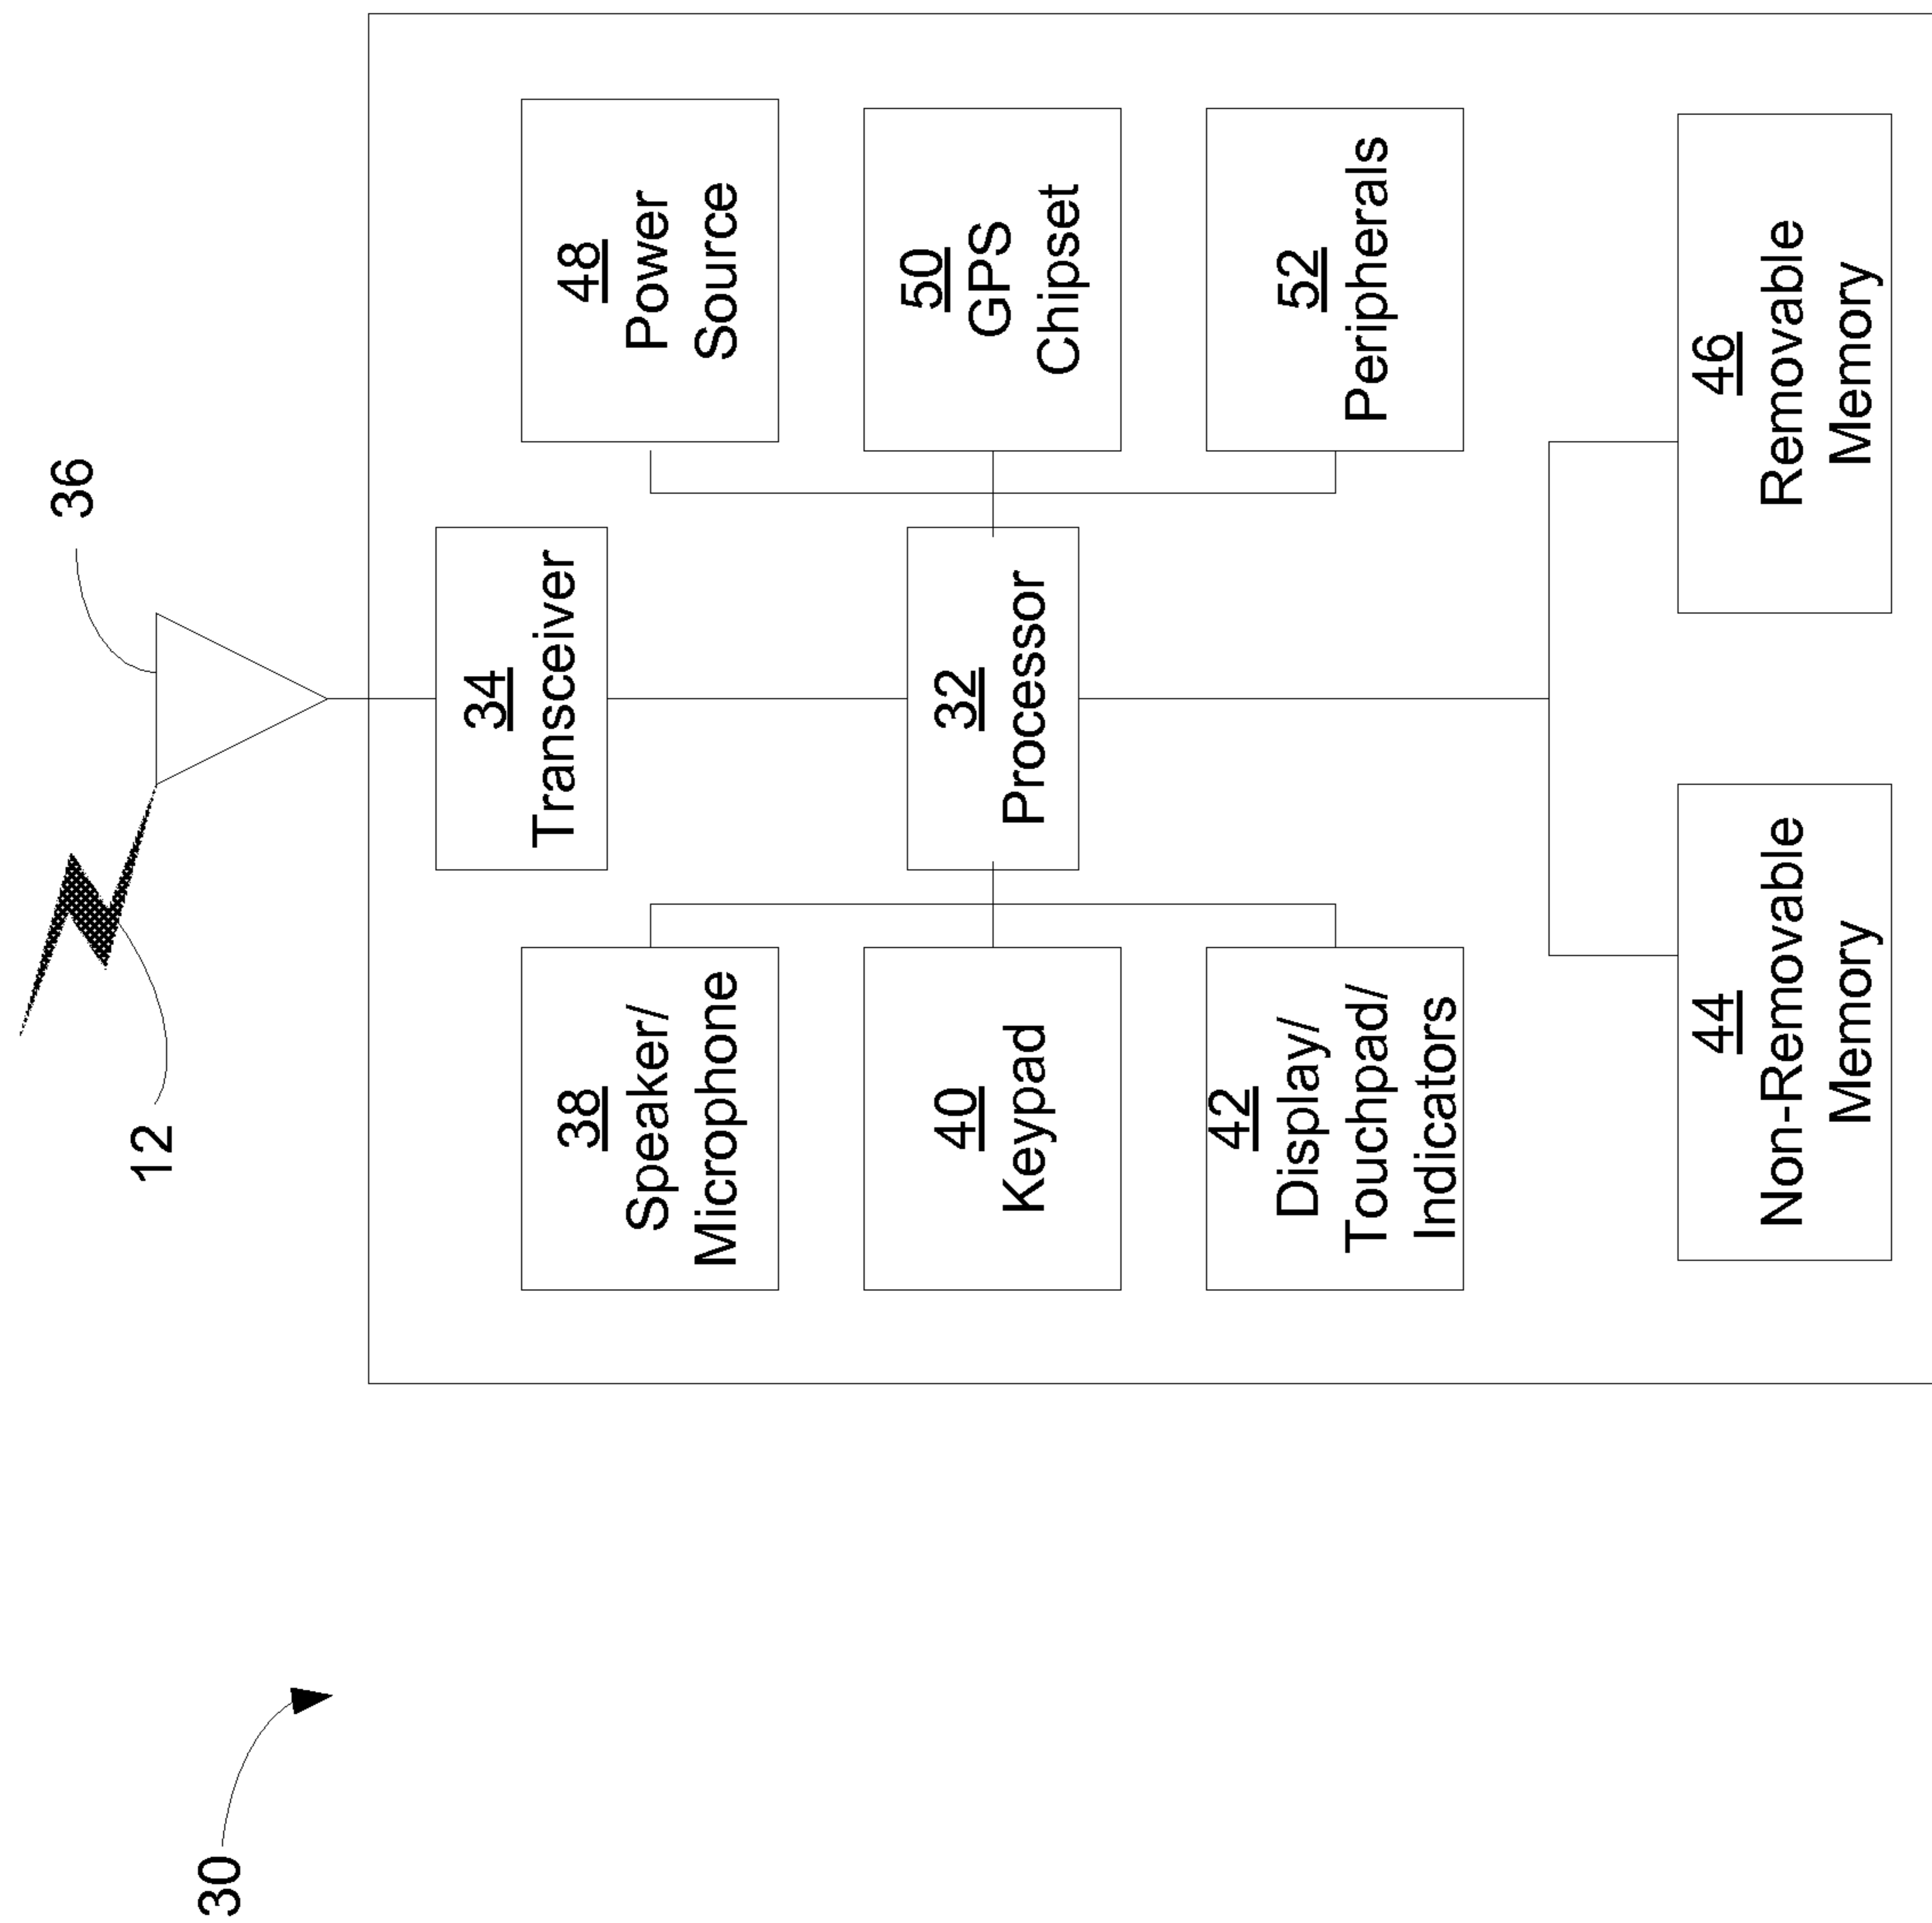 36
12
30
34
Transceiver
38
Speaker/
Microphone
48
Power
Source
40
Keypad
32
Processor
50
GPS
Chipset
42
Display/
Touchpad/
Indicators
52
Peripherals
44
Non-Removable
Memory
46
Removable
Memory